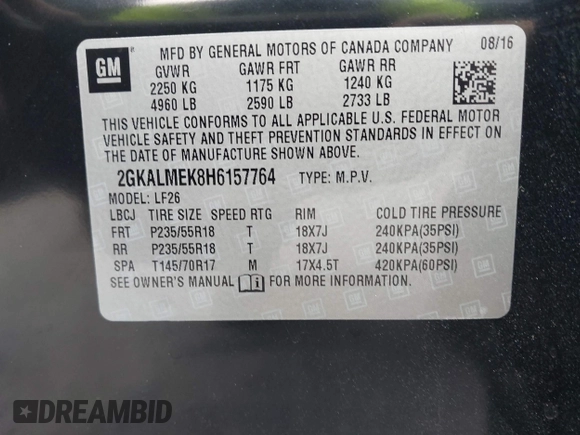 GM
MFD BY GENERAL MOTORS OF CANADA COMPANY 08/16
GVWR GAWR FRT GAWR RR
2250 KG 1175 KG 1240 KG
4960 LB 2590 LB 2733 LB
THIS VEHICLE CONFORMS TO ALL APPLICABLE U.S. FEDERAL MOTOR
VEHICLE SAFETY AND THEFT PREVENTION STANDARDS IN EFFECT ON
THE DATE OF MANUFACTURE SHOWN ABOVE.
2GKALMEK8H6157764 TYPE: M.P.V.
MODEL: LF26
LBCJ TIRE SIZE SPEED RTG RIM COLD TIRE PRESSURE
FRT P235/55R18 T 18X7J 240KPA(35PSI)
RR P235/55R18 T 18X7J 240KPA(35PSI)
SPA T145/70R17 M 17X4.5T 420KPA(60PSI)
SEE OWNER'S MANUAL FOR MORE INFORMATION.
DREAMBID